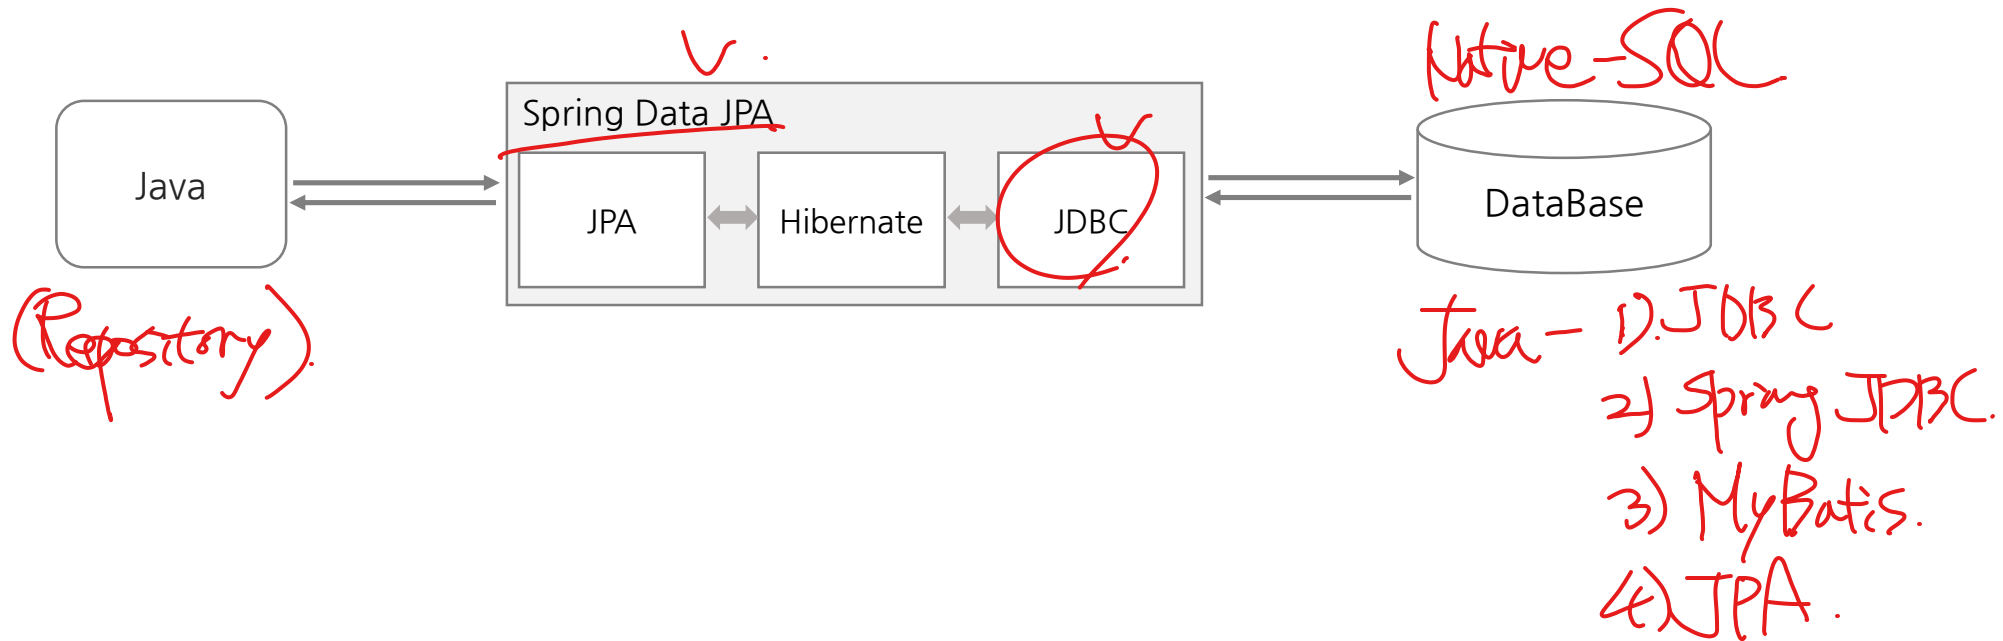 Native-SQL
Spring Data JPA
Java
JPA
Hibernate
JDBC
DataBase
(Repository).
Java - 1). JDBC
2) Spring JDBC.
3) MyBatis.
4) JPA.